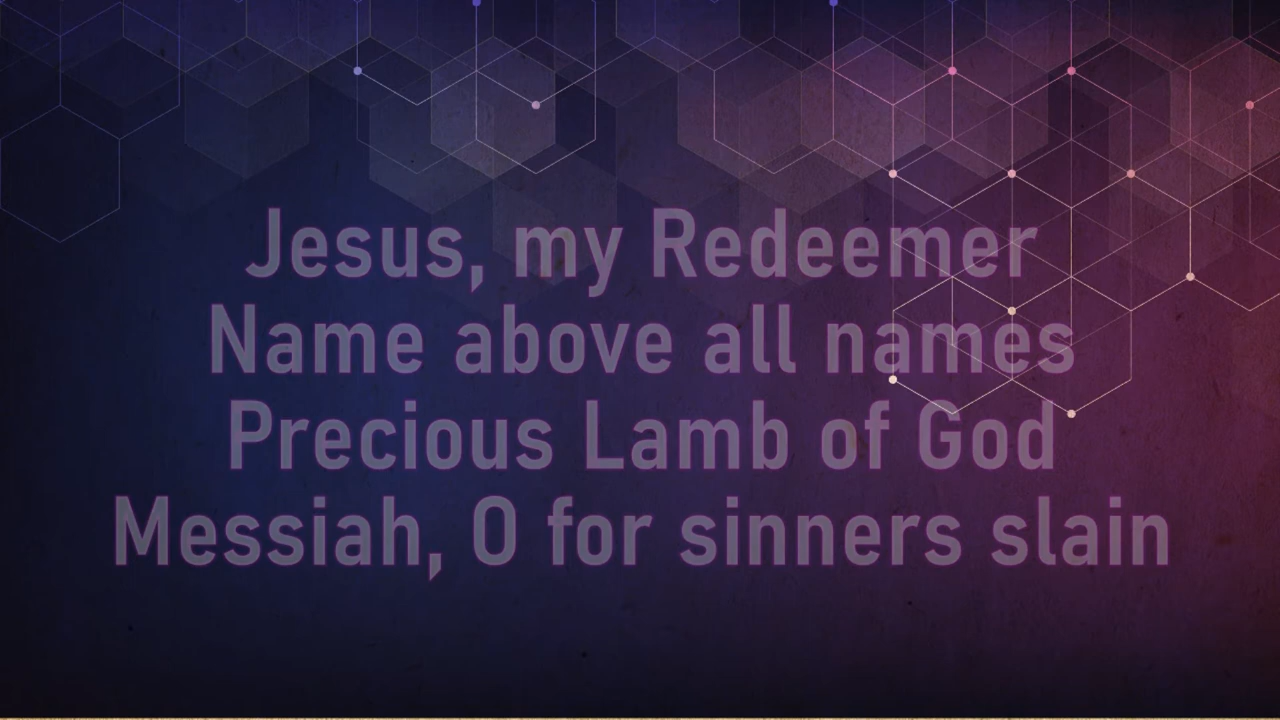 Jesus, my Redeemer
Name above all names
Precious Lamb of God
Messiah, O for sinners slain